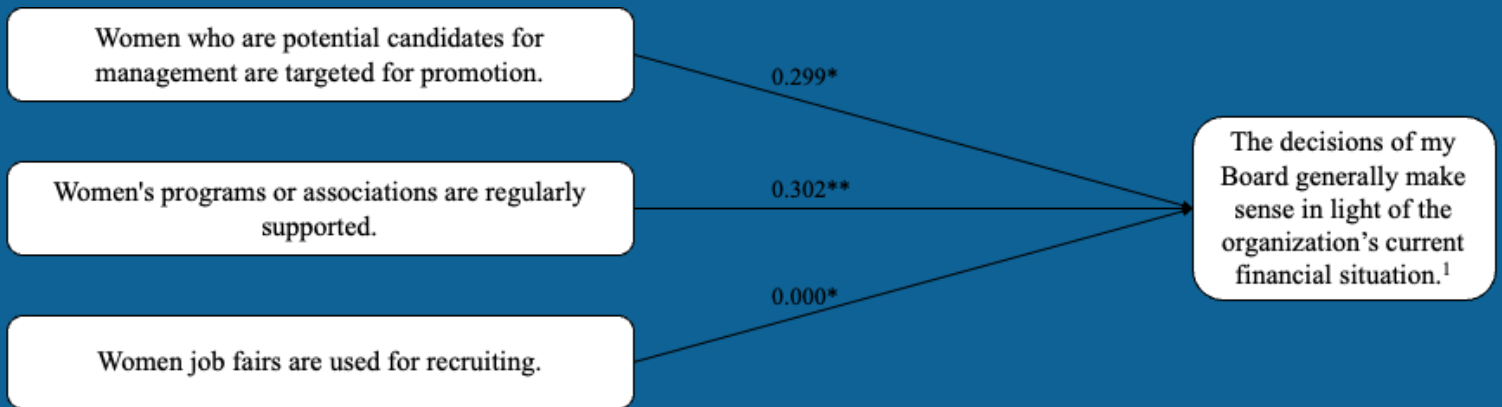 Women who are potential candidates for
management are targeted for promotion.
0.299*
Women's programs or associations are regularly
supported.
0.302**
Women job fairs are used for recruiting.
0.000*
The decisions of my
Board generally make
sense in light of the
organization’s current
financial situation.¹